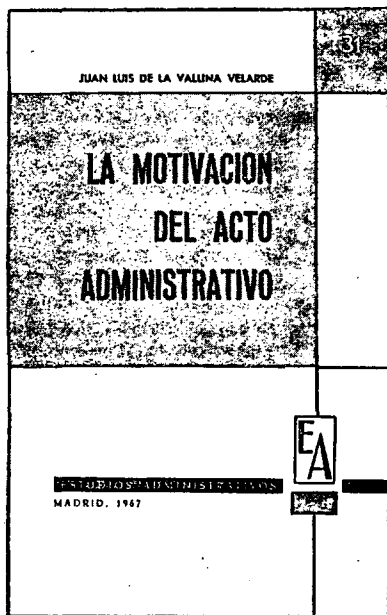 31
JUAN LUIS DE LA VALLINA VELARDE
LA MOTIVACION
DEL ACTO
ADMINISTRATIVO
EA
ESTUDIOS ADMINISTRATIVOS
MADRID, 1967